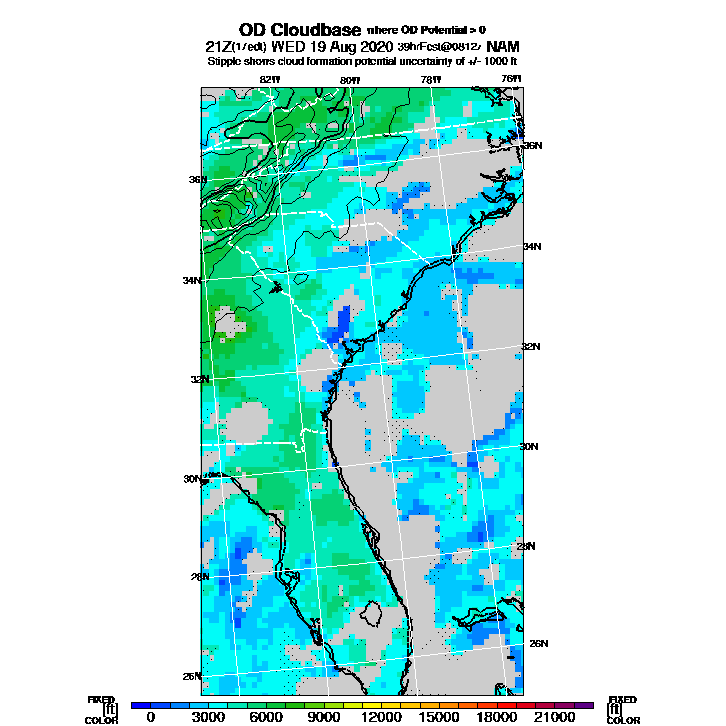 OD Cloudbase where OD Potential > 0
21Z(17edt) WED 19 Aug 2020 39hrFcst@0812z NAM
Stipple shows cloud formation potential uncertainty of +/- 1000 ft
82W 80W 78W 76W
36N
36N
34N
34N
32N
32N
30N
30N
28N
28N
26N
26N
FIXED FIXED
[ft] 0 3000 6000 9000 12000 15000 18000 21000 [ft]
COLOR COLOR